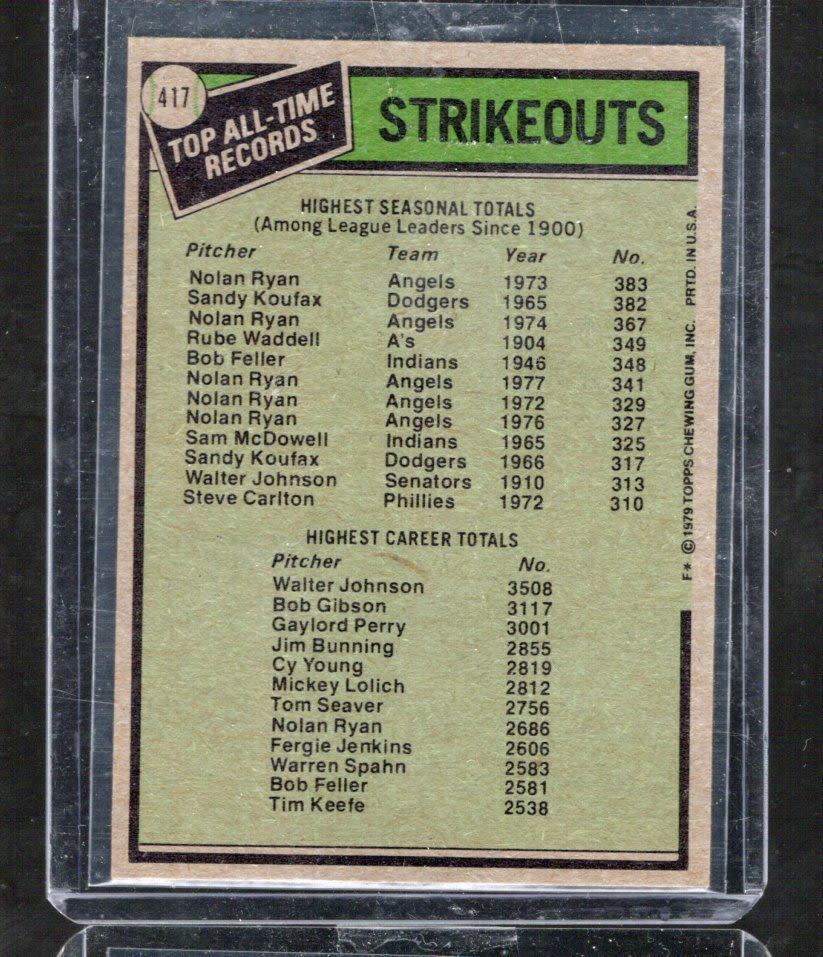 417
TOP ALL-TIME
RECORDS
STRIKEOUTS
HIGHEST SEASONAL TOTALS
(Among League Leaders Since 1900)
Pitcher Team Year No.
Nolan Ryan Angels 1973 383
Sandy Koufax Dodgers 1965 382
Nolan Ryan Angels 1974 367
Rube Waddell A's 1904 349
Bob Feller Indians 1946 348
Nolan Ryan Angels 1977 341
Nolan Ryan Angels 1972 329
Nolan Ryan Angels 1976 327
Sam McDowell Indians 1965 325
Sandy Koufax Dodgers 1966 317
Walter Johnson Senators 1910 313
Steve Carlton Phillies 1972 310
HIGHEST CAREER TOTALS
Pitcher No.
Walter Johnson 3508
Bob Gibson 3117
Gaylord Perry 3001
Jim Bunning 2855
Cy Young 2819
Mickey Lolich 2812
Tom Seaver 2756
Nolan Ryan 2686
Fergie Jenkins 2606
Warren Spahn 2583
Bob Feller 2581
Tim Keefe 2538
F* © 1979 TOPPS CHEWING GUM, INC. PRTD. IN U.S.A.